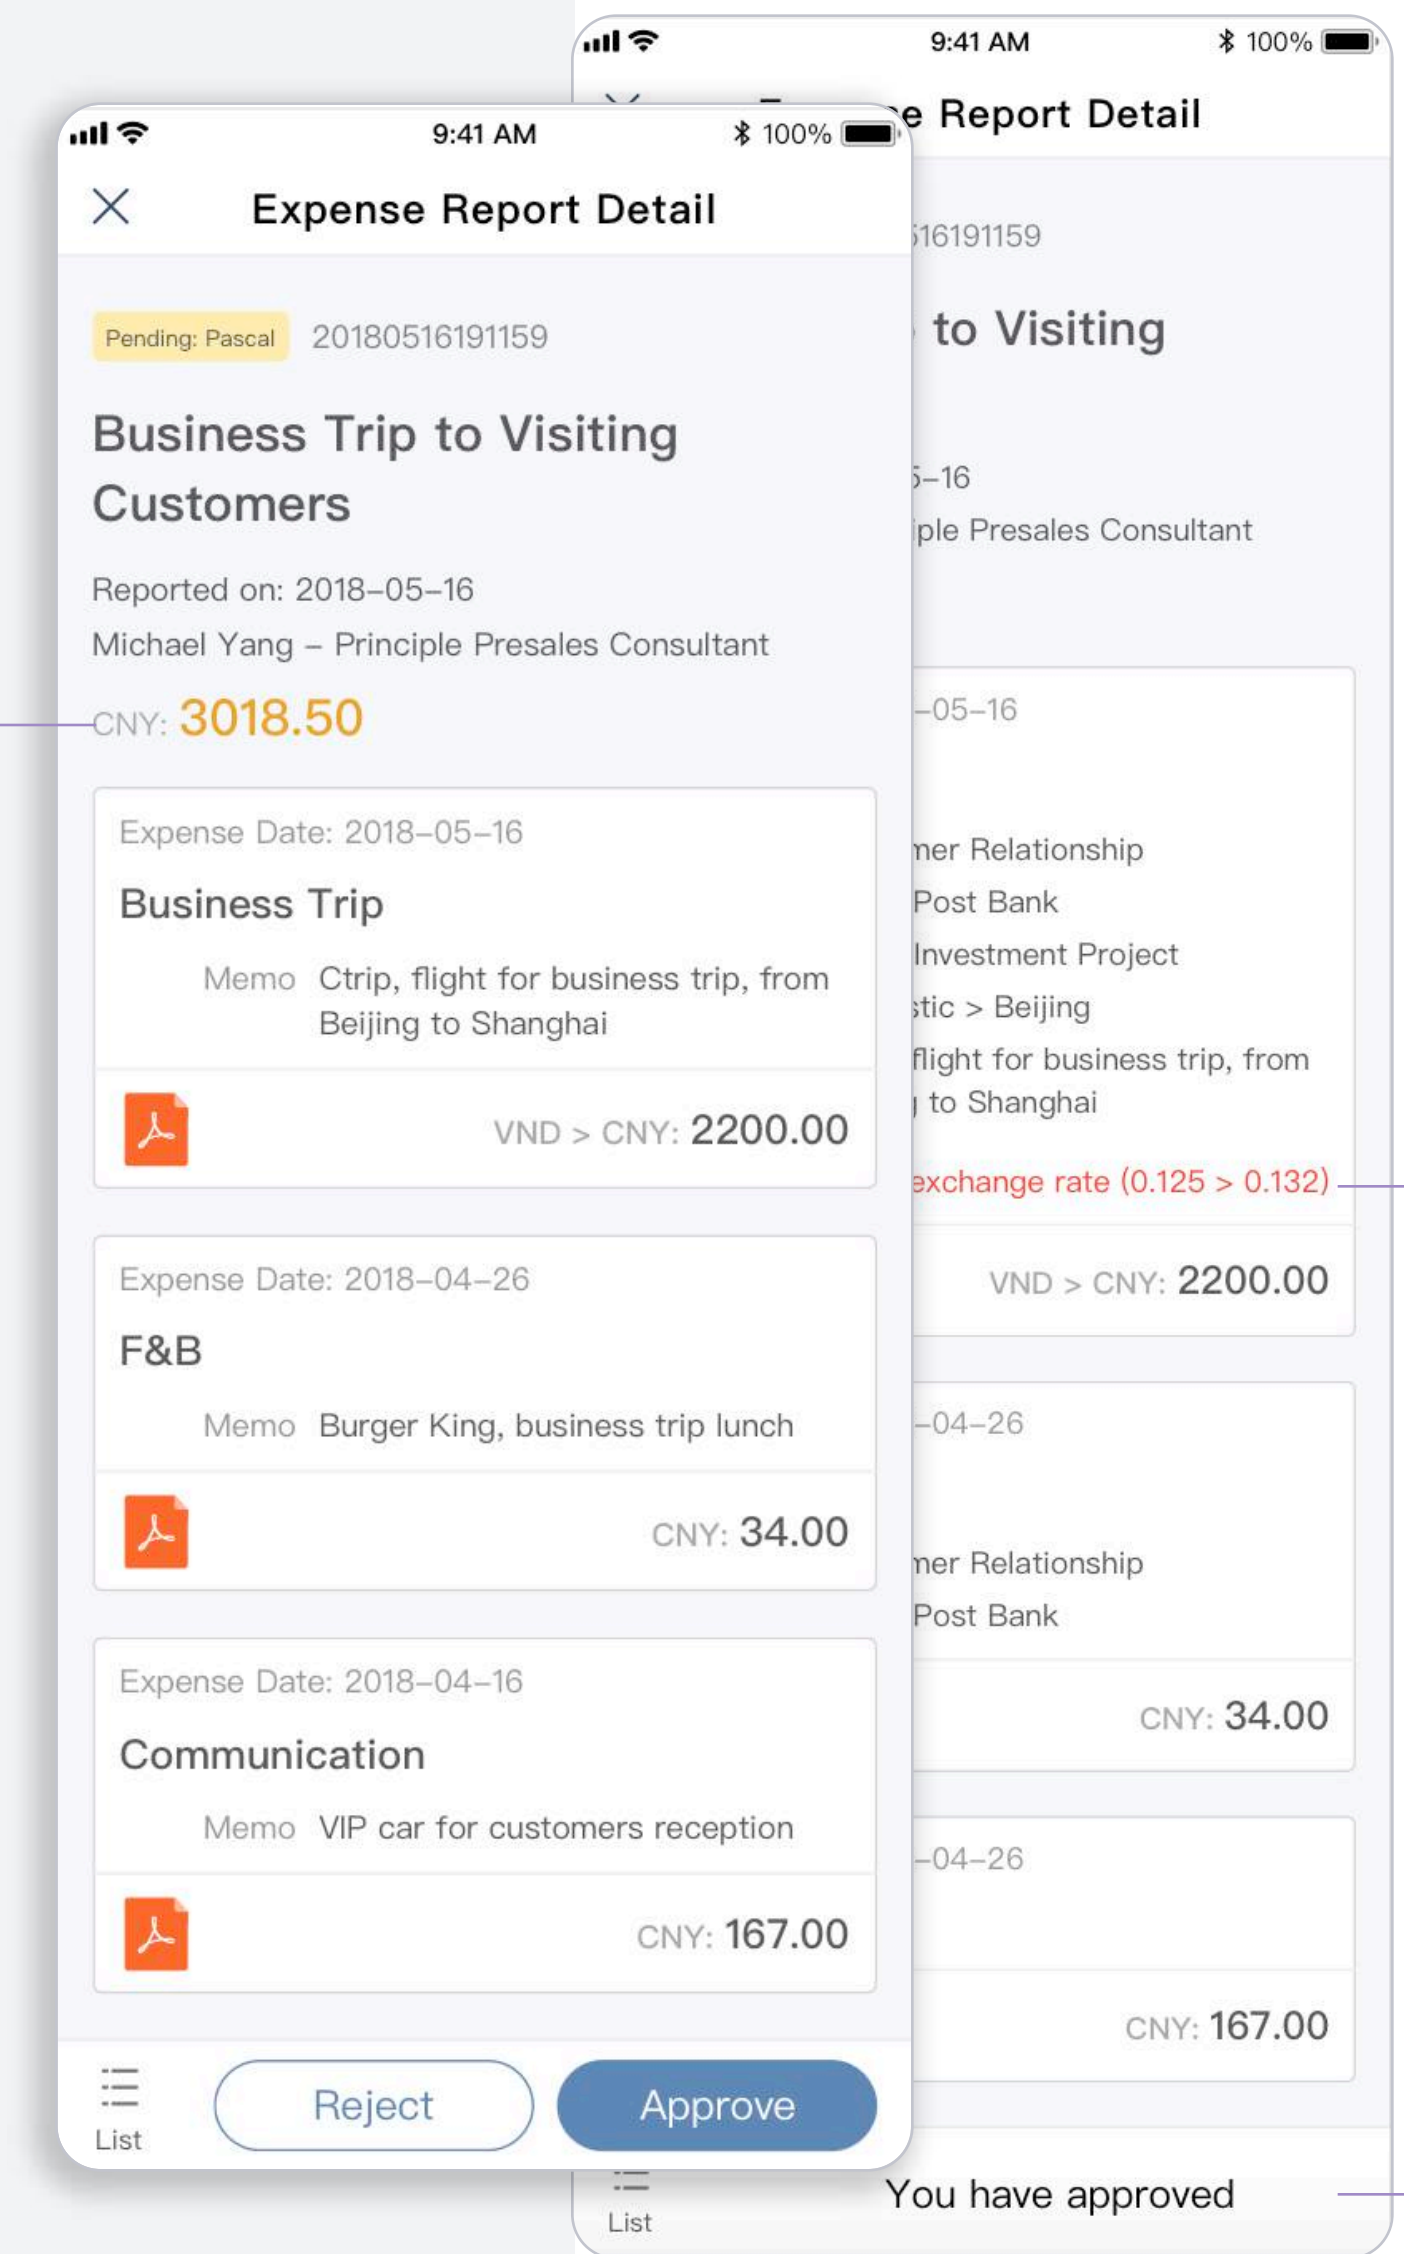 9:41 AM
100%
Expense Report Detail
Pending: Pascal 20180516191159
Business Trip to Visiting
Customers
Reported on: 2018-05-16
Michael Yang – Principle Presales Consultant
CNY: 3018.50
Expense Date: 2018-05-16
Business Trip
Memo Ctrip, flight for business trip, from
Beijing to Shanghai
VND > CNY: 2200.00
Expense Date: 2018-04-26
F&B
Memo Burger King, business trip lunch
CNY: 34.00
Expense Date: 2018-04-16
Communication
Memo VIP car for customers reception
CNY: 167.00
List
Reject
Approve
9:41 AM
100%
Report Detail
16191159
to Visiting
-16
Presales Consultant
-05-16
Relationship
Post Bank
Investment Project
> Beijing
flight for business trip, from
to Shanghai
exchange rate (0.125 > 0.132)
VND > CNY: 2200.00
-04-26
Relationship
Post Bank
CNY: 34.00
-04-26
CNY: 167.00
List
You have approved